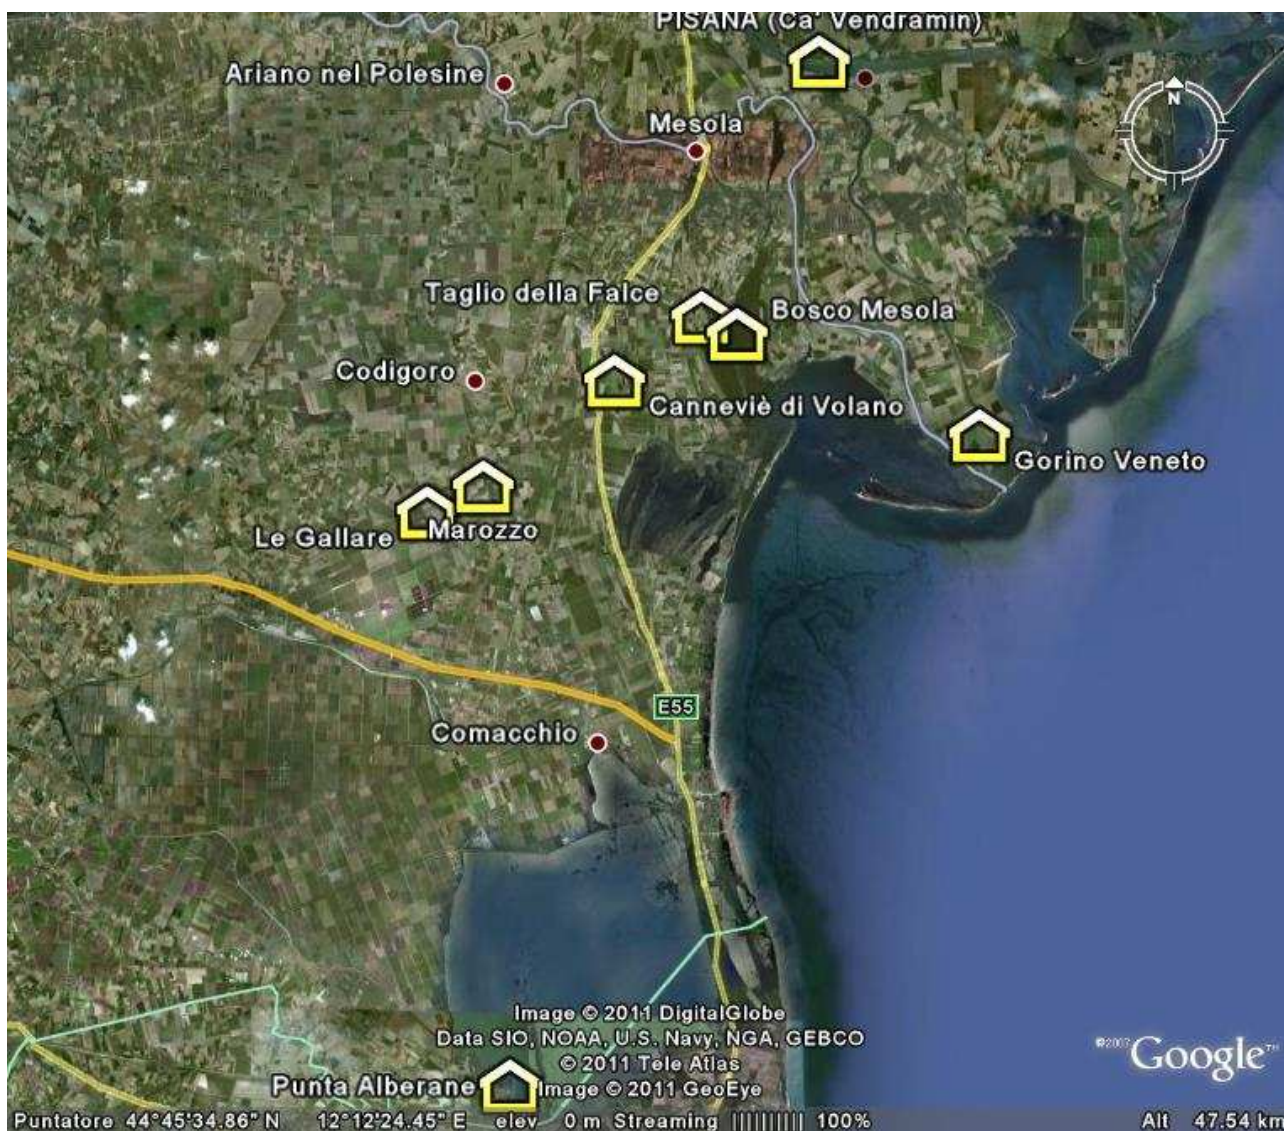 PISANA (Ca' Vendramin)
Ariano nel Polesine
N
Mesola
Taglio della Falce
Bosco Mesola
Codigoro
Canneviè di Volano
Gorino Veneto
Le Gallare
Marozzo
E55
Comacchio
Image © 2011 DigitalGlobe
Data SIO, NOAA, U.S. Navy, NGA, GEBCO
© 2011 Tele Atlas
Punta Alberane
Image © 2011 GeoEye
©2007 Google™
Puntatore 44°45'34.86" N 12°12'24.45" E elev 0 m Streaming ||||||||| 100% Alt 47.54 km